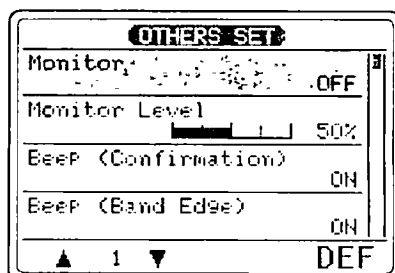 OTHERS SET
Monitor
OFF
Monitor Level
50%
Beep (Confirmation)
ON
Beep (Band Edge)
ON
▲ 1 ▼ DEF